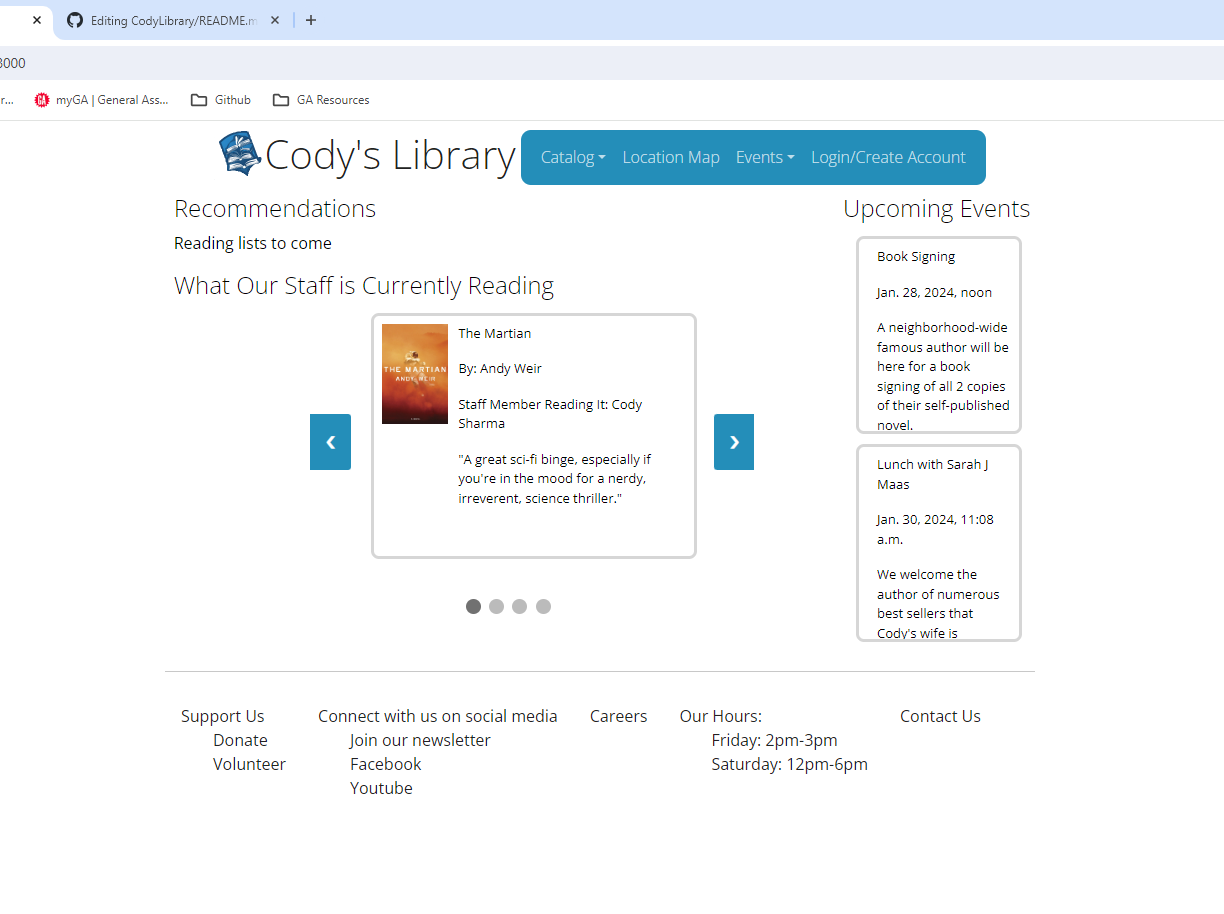 Editing CodyLibrary/README.m
3000
r...
myGA | General Ass...
Github
GA Resources
Cody's Library
Catalog
Location Map
Events
Login/Create Account
Recommendations
Reading lists to come
What Our Staff is Currently Reading
THE MARTIAN
ANDY WEIR
The Martian
By: Andy Weir
Staff Member Reading It: Cody
Sharma
"A great sci-fi binge, especially if
you're in the mood for a nerdy,
irreverent, science thriller."
Upcoming Events
Book Signing
Jan. 28, 2024, noon
A neighborhood-wide
famous author will be
here for a book
signing of all 2 copies
of their self-published
novel.
Lunch with Sarah J
Maas
Jan. 30, 2024, 11:08
a.m.
We welcome the
author of numerous
best sellers that
Cody's wife is
Support Us
Donate
Volunteer
Connect with us on social media
Join our newsletter
Facebook
Youtube
Careers
Our Hours:
Friday: 2pm-3pm
Saturday: 12pm-6pm
Contact Us